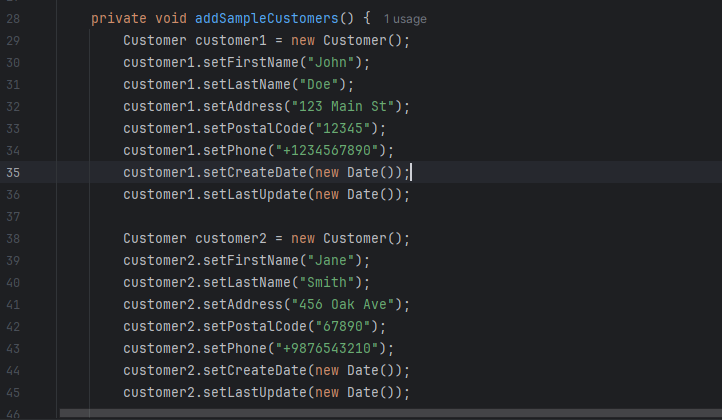 28 private void addSampleCustomers() { 1 usage
29 Customer customer1 = new Customer();
30 customer1.setFirstName("John");
31 customer1.setLastName("Doe");
32 customer1.setAddress("123 Main St");
33 customer1.setPostalCode("12345");
34 customer1.setPhone("+1234567890");
35 customer1.setCreateDate(new Date());
36 customer1.setLastUpdate(new Date());
37
38 Customer customer2 = new Customer();
39 customer2.setFirstName("Jane");
40 customer2.setLastName("Smith");
41 customer2.setAddress("456 Oak Ave");
42 customer2.setPostalCode("67890");
43 customer2.setPhone("+9876543210");
44 customer2.setCreateDate(new Date());
45 customer2.setLastUpdate(new Date());
46